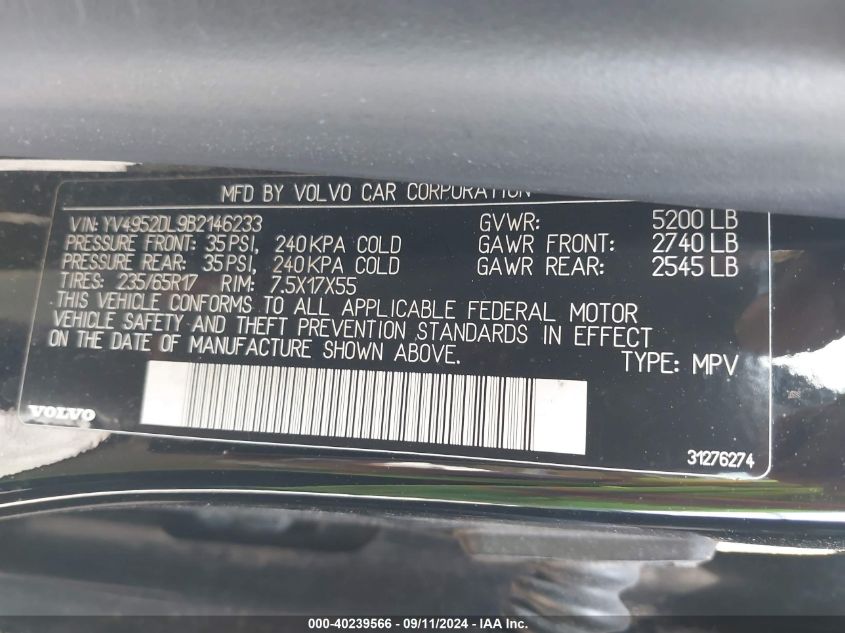 MFD BY VOLVO CAR CORPORATION
VIN: YV4952DL9B2146233 GVWR: 5200 LB
PRESSURE FRONT: 35 PSI, 240 KPA COLD GAWR FRONT: 2740 LB
PRESSURE REAR: 35 PSI, 240 KPA COLD GAWR REAR: 2545 LB
TIRES: 235/65R17 RIM: 7.5X17X55
THIS VEHICLE CONFORMS TO ALL APPLICABLE FEDERAL MOTOR
VEHICLE SAFETY AND THEFT PREVENTION STANDARDS IN EFFECT
ON THE DATE OF MANUFACTURE SHOWN ABOVE.
TYPE: MPV
VOLVO
31276274
000-40239566 - 09/11/2024 - IAA Inc.